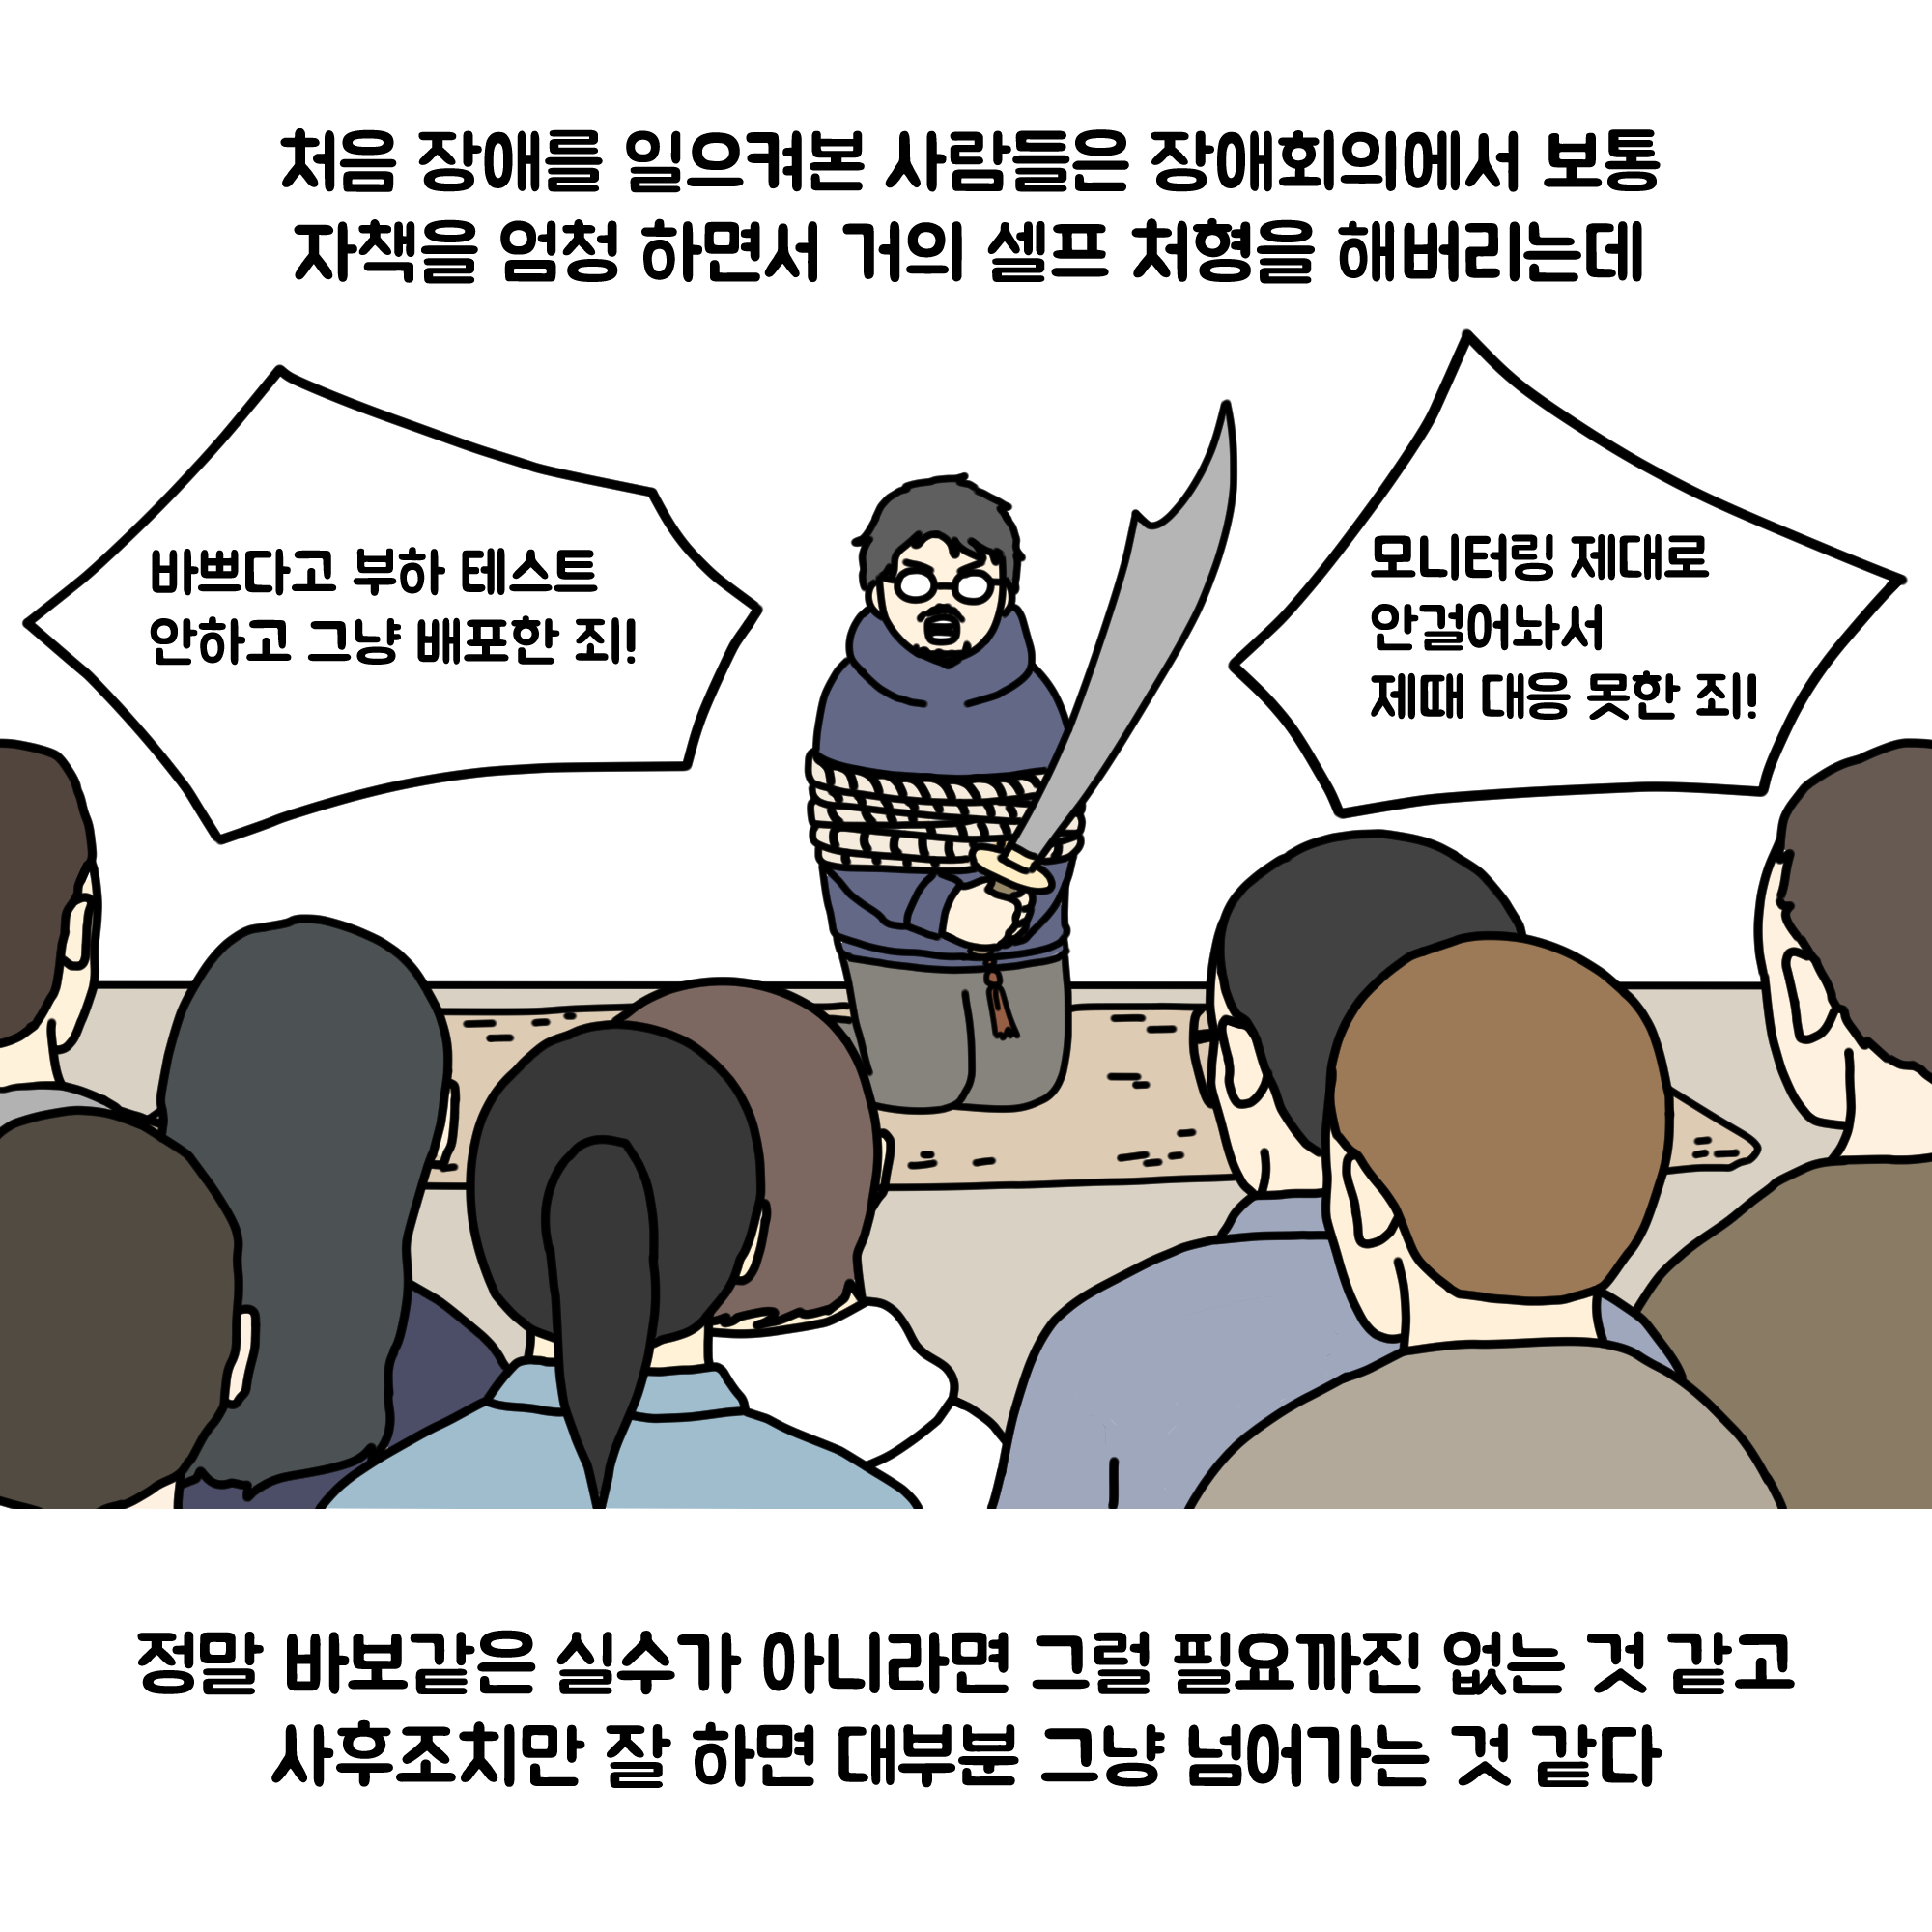 처음 장애를 일으켜본 사람들은 장애회의에서 보통
자책을 엄청 하면서 거의 셀프 처형을 해버리는데
바쁘다고 부하 테스트
안하고 그냥 배포한 죄!
모니터링 제대로
안걸어놔서
제때 대응 못한 죄!
정말 바보같은 실수가 아니라면 그럴 필요까진 없는 것 같고
사후조치만 잘 하면 대부분 그냥 넘어가는 것 같다